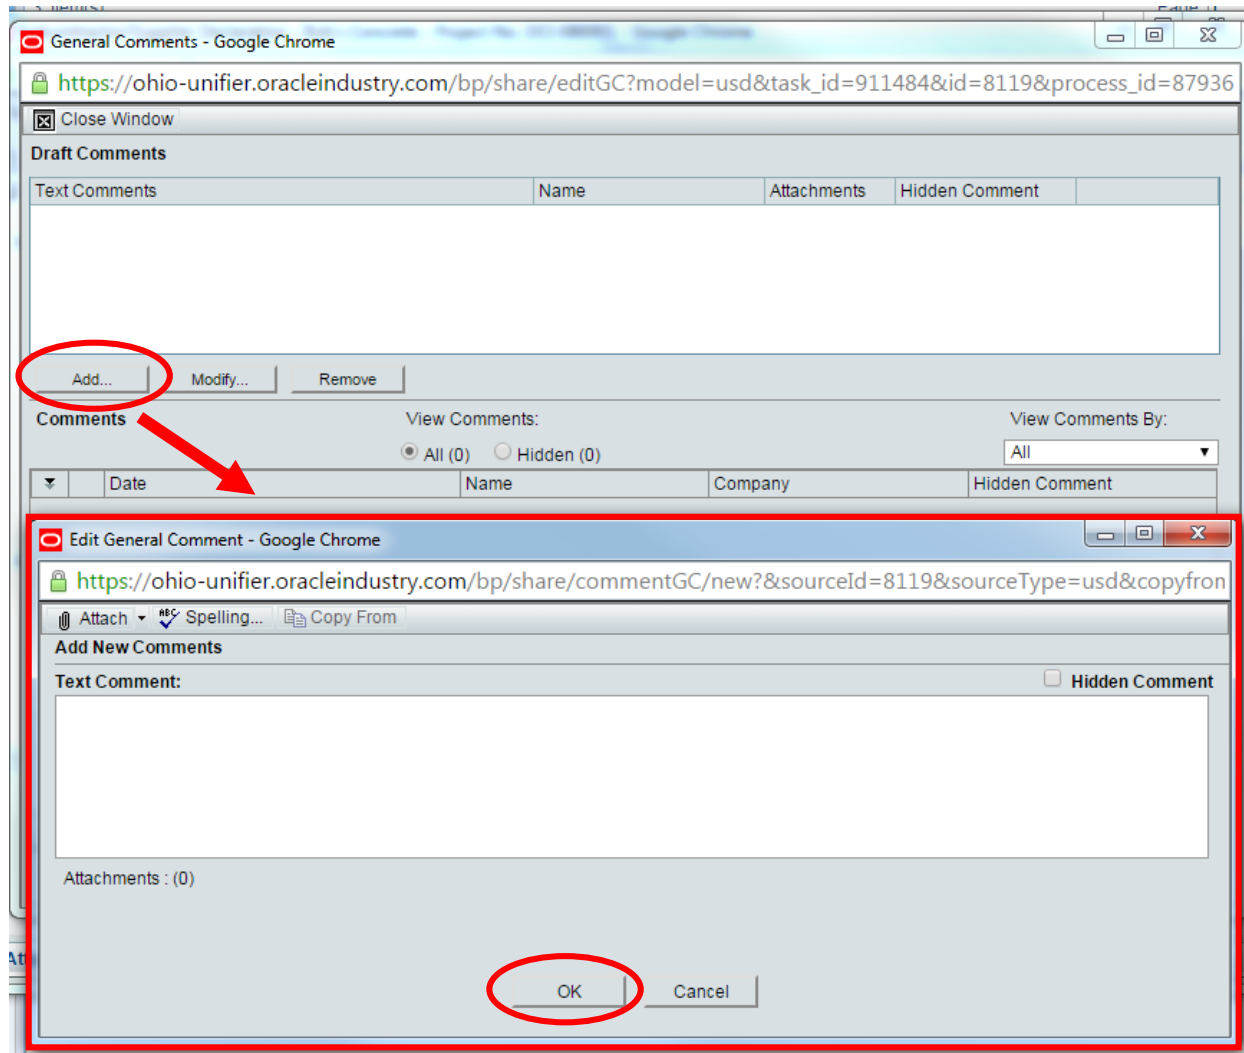 General Comments - Google Chrome
https://ohio-unifier.oracleindustry.com/bp/share/editGC?model=usd&task_id=911484&id=8119&process_id=87936
Close Window
Draft Comments
Text Comments Name Attachments Hidden Comment
Add... Modify... Remove
Comments View Comments: View Comments By:
All (0) Hidden (0) All
Date Name Company Hidden Comment
Edit General Comment - Google Chrome
https://ohio-unifier.oracleindustry.com/bp/share/commentGC/new?&sourceId=8119&sourceType=usd&copyfron
Attach ABC Spelling... Copy From
Add New Comments
Text Comment: Hidden Comment
Attachments : (0)
OK Cancel